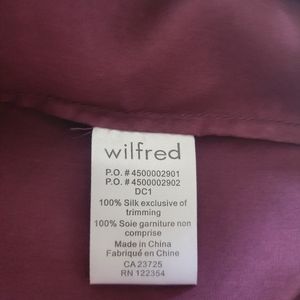 wilfred
P.O. # 4500002901
P.O. # 4500002902
DC1
100% Silk exclusive of
trimming
100% Soie garniture non
comprise
Made in China
Fabriqué en Chine
CA 23725
RN 122354